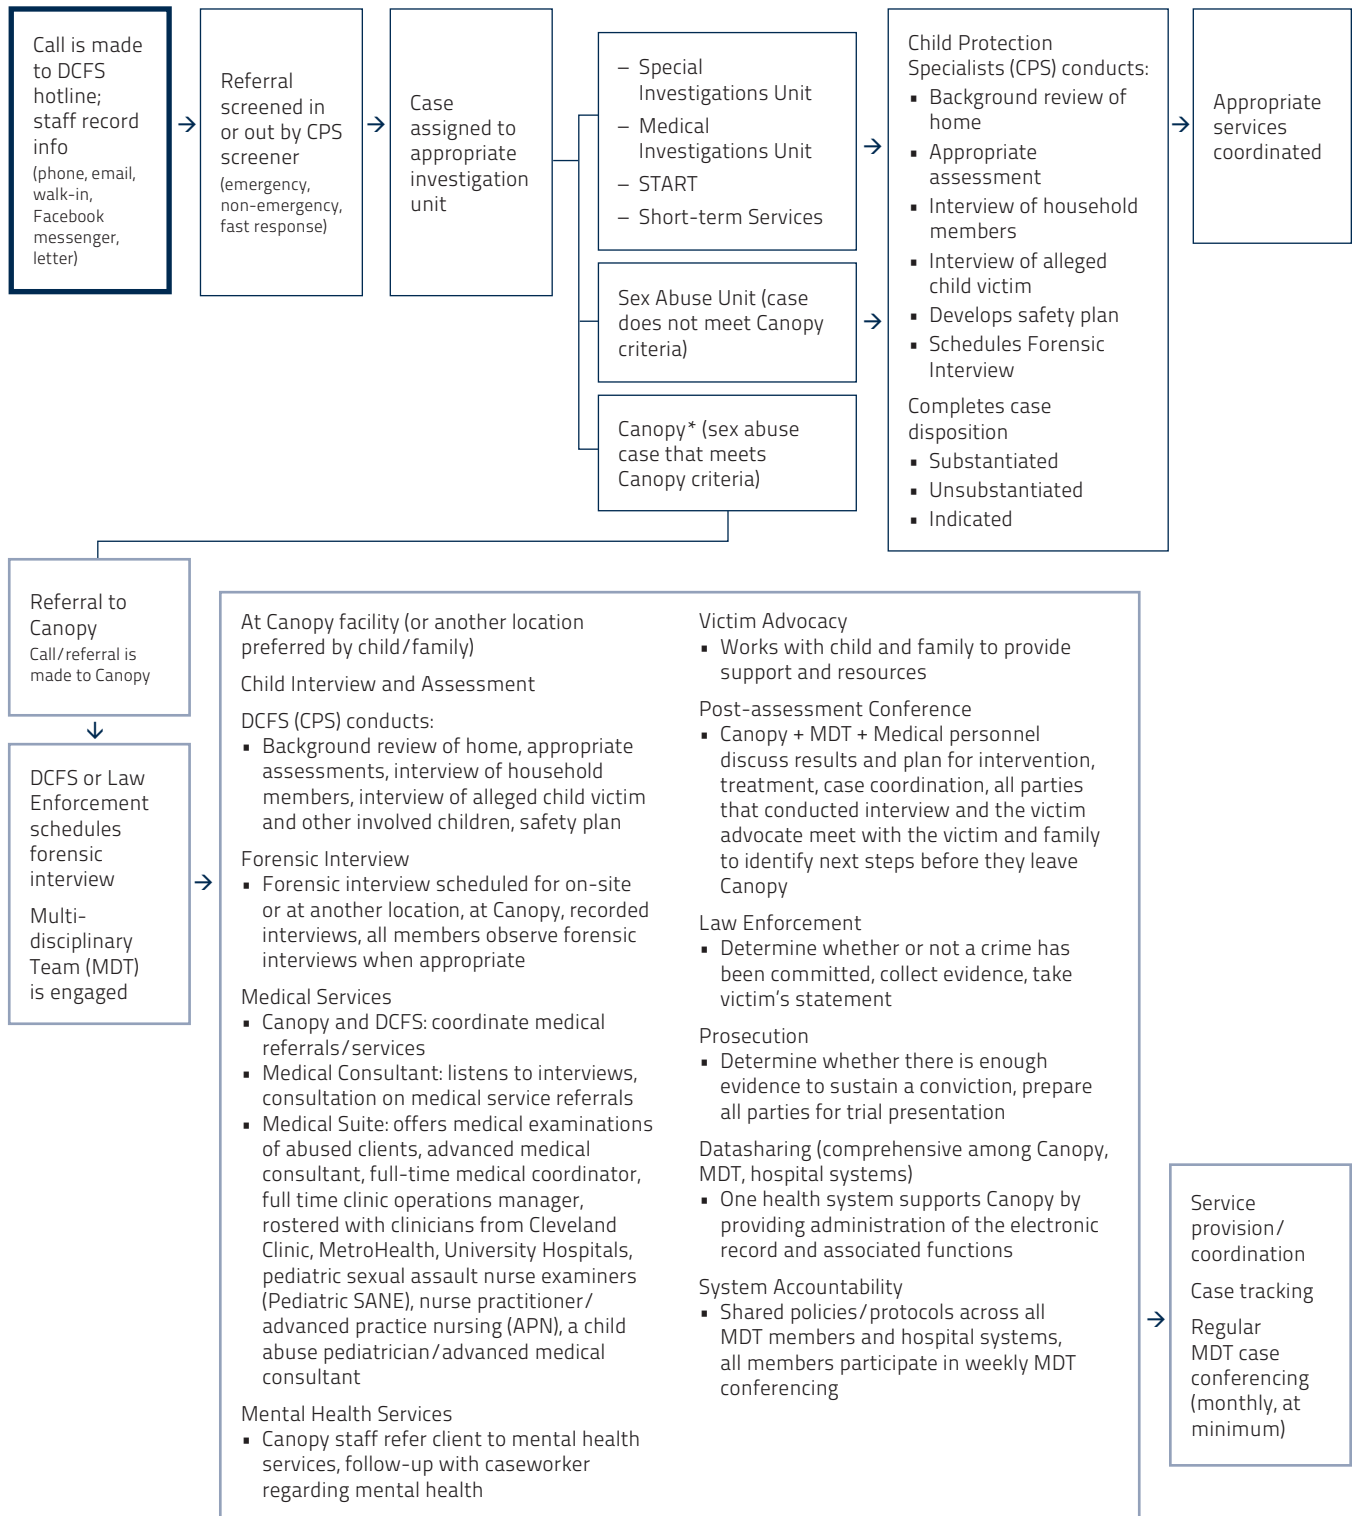 Call is made
to DCFS
hotline;
staff record
info
(phone, email,
walk-in,
Facebook
messenger,
letter)
→
Referral
screened in
or out by CPS
screener
(emergency,
non-emergency,
fast response)
→
Case
assigned to
appropriate
investigation
unit
– Special
Investigations Unit
– Medical
Investigations Unit
– START
– Short-term Services
→
Sex Abuse Unit (case
does not meet Canopy
criteria)
→
Canopy* (sex abuse
case that meets
Canopy criteria)
Child Protection
Specialists (CPS) conducts:
▪ Background review of
home
▪ Appropriate
assessment
▪ Interview of household
members
▪ Interview of alleged
child victim
▪ Develops safety plan
▪ Schedules Forensic
Interview
Completes case
disposition
▪ Substantiated
▪ Unsubstantiated
▪ Indicated
→
Appropriate
services
coordinated
Referral to
Canopy
Call/referral is
made to Canopy
↓
DCFS or Law
Enforcement
schedules
forensic
interview
Multi-
disciplinary
Team (MDT)
is engaged
→
At Canopy facility (or another location
preferred by child/family)
Child Interview and Assessment
DCFS (CPS) conducts:
▪ Background review of home, appropriate
assessments, interview of household
members, interview of alleged child victim
and other involved children, safety plan
Forensic Interview
▪ Forensic interview scheduled for on-site
or at another location, at Canopy, recorded
interviews, all members observe forensic
interviews when appropriate
Medical Services
▪ Canopy and DCFS: coordinate medical
referrals/services
▪ Medical Consultant: listens to interviews,
consultation on medical service referrals
▪ Medical Suite: offers medical examinations
of abused clients, advanced medical
consultant, full-time medical coordinator,
full time clinic operations manager,
rostered with clinicians from Cleveland
Clinic, MetroHealth, University Hospitals,
pediatric sexual assault nurse examiners
(Pediatric SANE), nurse practitioner/
advanced practice nursing (APN), a child
abuse pediatrician/advanced medical
consultant
Mental Health Services
▪ Canopy staff refer client to mental health
services, follow-up with caseworker
regarding mental health
Victim Advocacy
▪ Works with child and family to provide
support and resources
Post-assessment Conference
▪ Canopy + MDT + Medical personnel
discuss results and plan for intervention,
treatment, case coordination, all parties
that conducted interview and the victim
advocate meet with the victim and family
to identify next steps before they leave
Canopy
Law Enforcement
▪ Determine whether or not a crime has
been committed, collect evidence, take
victim's statement
Prosecution
▪ Determine whether there is enough
evidence to sustain a conviction, prepare
all parties for trial presentation
Datasharing (comprehensive among Canopy,
MDT, hospital systems)
▪ One health system supports Canopy by
providing administration of the electronic
record and associated functions
System Accountability
▪ Shared policies/protocols across all
MDT members and hospital systems,
all members participate in weekly MDT
conferencing
→
Service
provision/
coordination
Case tracking
Regular
MDT case
conferencing
(monthly, at
minimum)